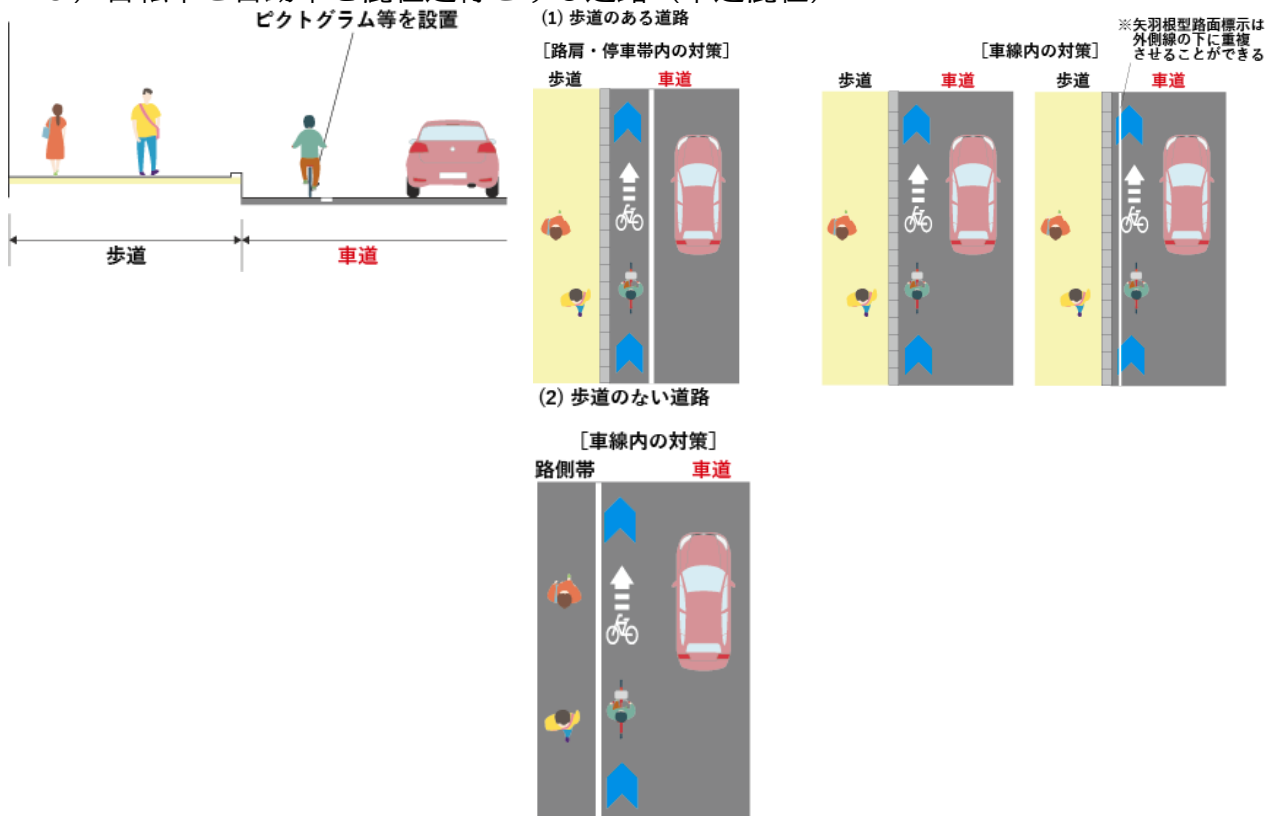 ピクトグラム等を設置
歩道
車道
(1) 歩道のある道路
[路肩・停車帯内の対策]
歩道
車道
[車線内の対策]
歩道
車道
歩道
車道
※矢羽根型路面標示は
外側線の下に重複
させることができる
(2) 歩道のない道路
[車線内の対策]
路側帯
車道